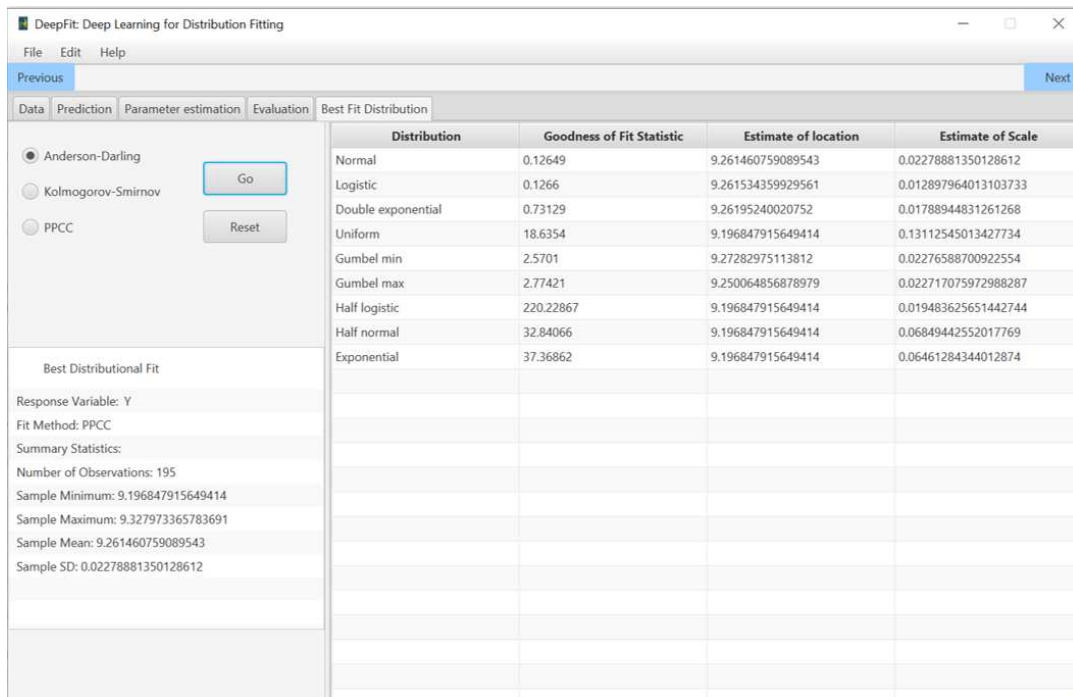 DeepFit: Deep Learning for Distribution Fitting
File Edit Help
Previous Next
Data Prediction Parameter estimation Evaluation Best Fit Distribution
Anderson-Darling
Kolmogorov-Smirnov
PPCC
Go
Reset
Distribution Goodness of Fit Statistic Estimate of location Estimate of Scale
Normal 0.12649 9.261460759089543 0.02278881350128612
Logistic 0.1266 9.261534359929561 0.012897964013103733
Double exponential 0.73129 9.26195240020752 0.01788944831261268
Uniform 18.6354 9.196847915649414 0.13112545013427734
Gumbel min 2.5701 9.27282975113812 0.02276588700922554
Gumbel max 2.77421 9.250064856878979 0.022717075972988287
Half logistic 220.22867 9.196847915649414 0.019483625651442744
Half normal 32.84066 9.196847915649414 0.06849442552017769
Exponential 37.36862 9.196847915649414 0.06461284344012874
Best Distributional Fit
Response Variable: Y
Fit Method: PPCC
Summary Statistics:
Number of Observations: 195
Sample Minimum: 9.196847915649414
Sample Maximum: 9.327973365783691
Sample Mean: 9.261460759089543
Sample SD: 0.02278881350128612